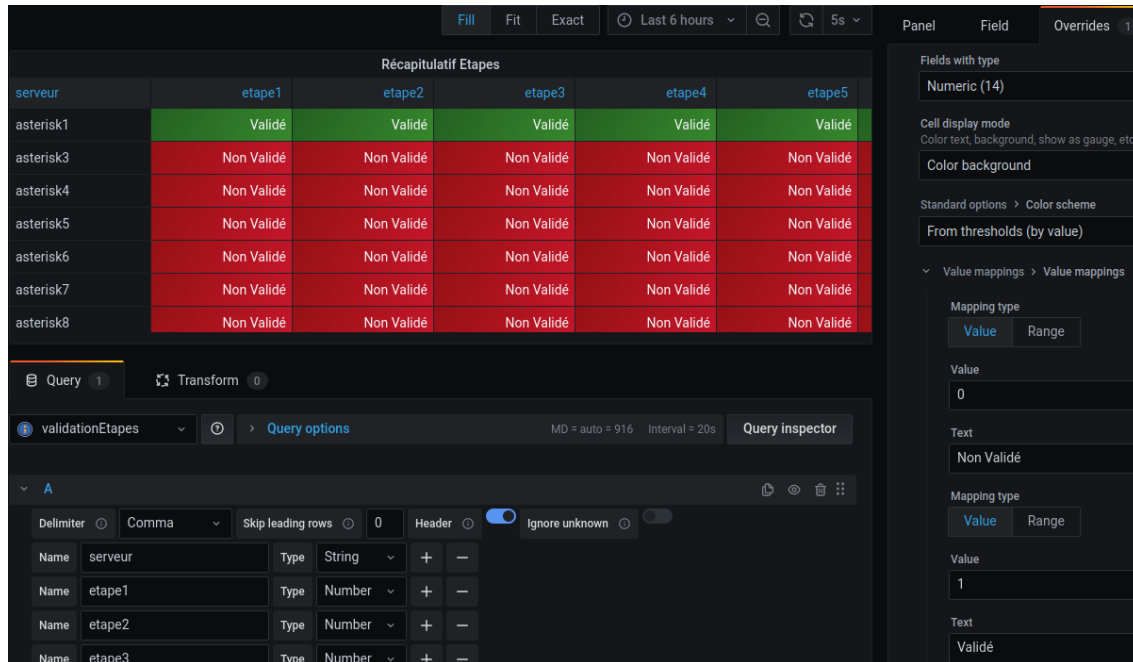 Fill Fit Exact Last 6 hours 5s
Panel Field Overrides 1
Récapitulatif Etapes
serveur etape1 etape2 etape3 etape4 etape5
asterisk1 Validé Validé Validé Validé Validé
asterisk3 Non Validé Non Validé Non Validé Non Validé Non Validé
asterisk4 Non Validé Non Validé Non Validé Non Validé Non Validé
asterisk5 Non Validé Non Validé Non Validé Non Validé Non Validé
asterisk6 Non Validé Non Validé Non Validé Non Validé Non Validé
asterisk7 Non Validé Non Validé Non Validé Non Validé Non Validé
asterisk8 Non Validé Non Validé Non Validé Non Validé Non Validé
Query 1 Transform 0
validationEtapes > Query options MD = auto = 916 Interval = 20s Query inspector
A
Delimiter Comma Skip leading rows 0 Header Ignore unknown
Name serveur Type String + −
Name etape1 Type Number + −
Name etape2 Type Number + −
Name etape3 Type Number + −
Fields with type
Numeric (14)
Cell display mode
Color text, background, show as gauge, etc
Color background
Standard options > Color scheme
From thresholds (by value)
Value mappings > Value mappings
Mapping type
Value Range
Value
0
Text
Non Validé
Mapping type
Value Range
Value
1
Text
Validé